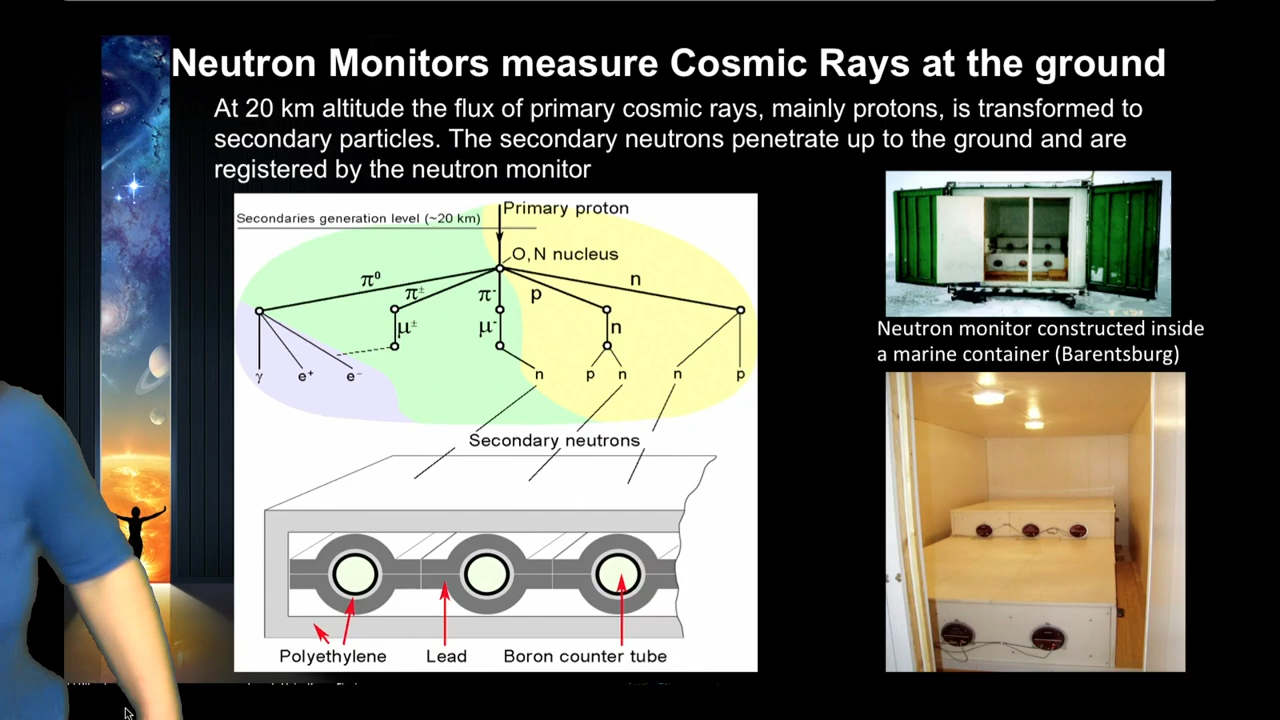 Neutron Monitors measure Cosmic Rays at the ground
At 20 km altitude the flux of primary cosmic rays, mainly protons, is transformed to
secondary particles. The secondary neutrons penetrate up to the ground and are
registered by the neutron monitor
Secondaries generation level (~20 km)
Primary proton
O,N nucleus
π⁰
π±
π⁻
p
n
μ±
μ⁻
n
γ
e⁺
e⁻
n
p
n
n
p
Secondary neutrons
Polyethylene
Lead
Boron counter tube
Neutron monitor constructed inside
a marine container (Barentsburg)